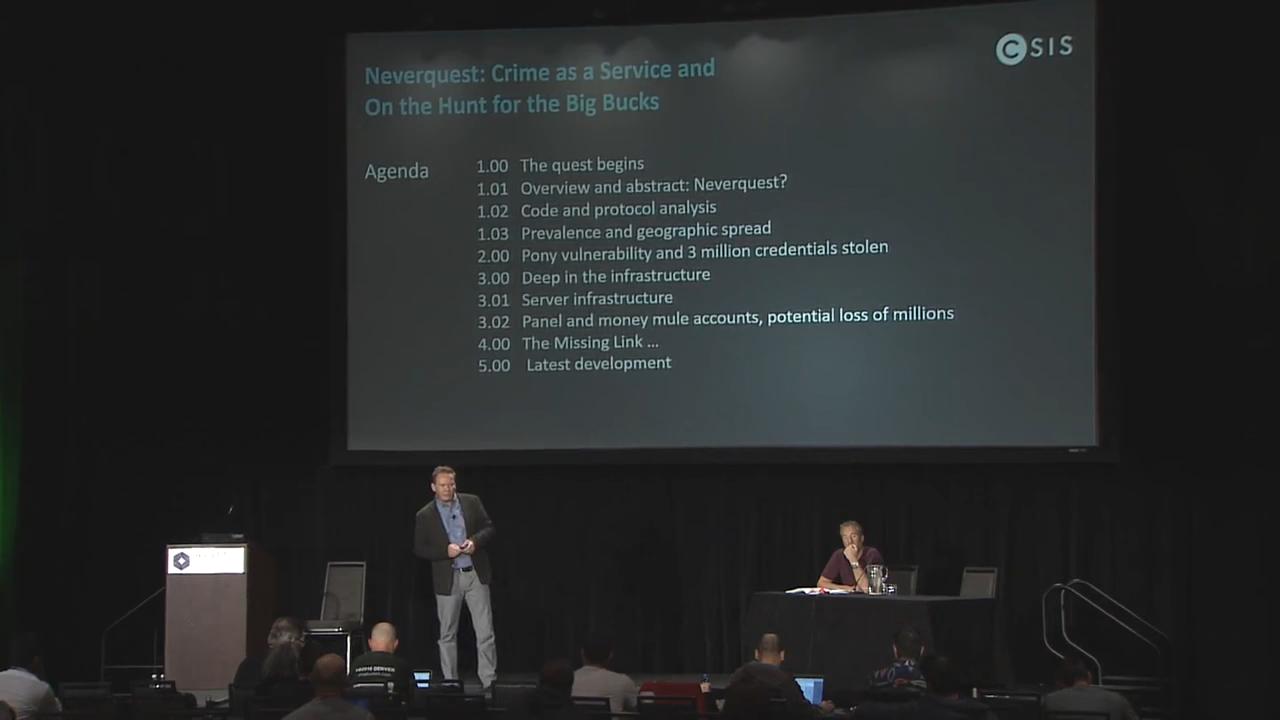 CSIS
Neverquest: Crime as a Service and
On the Hunt for the Big Bucks
Agenda
1.00 The quest begins
1.01 Overview and abstract: Neverquest?
1.02 Code and protocol analysis
1.03 Prevalence and geographic spread
2.00 Pony vulnerability and 3 million credentials stolen
3.00 Deep in the infrastructure
3.01 Server infrastructure
3.02 Panel and money mule accounts, potential loss of millions
4.00 The Missing Link ...
5.00 Latest development